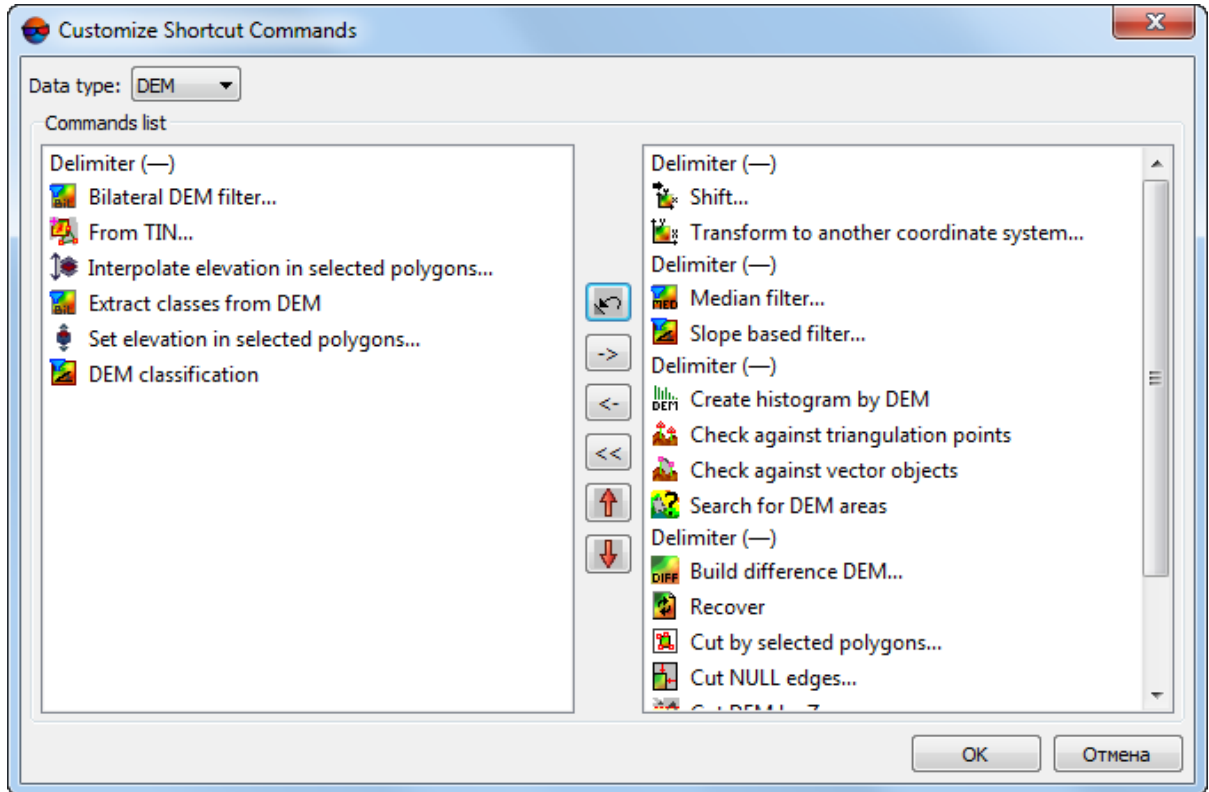 Customize Shortcut Commands
Data type: DEM
Commands list
Delimiter (—)
Bilateral DEM filter...
From TIN...
Interpolate elevation in selected polygons...
Extract classes from DEM
Set elevation in selected polygons...
DEM classification
->
<-
<<
Delimiter (—)
Shift...
Transform to another coordinate system...
Delimiter (—)
MED Median filter...
Slope based filter...
Delimiter (—)
DEM Create histogram by DEM
Check against triangulation points
Check against vector objects
Search for DEM areas
Delimiter (—)
DIFF Build difference DEM...
Recover
Cut by selected polygons...
Cut NULL edges...
OK
Отмена